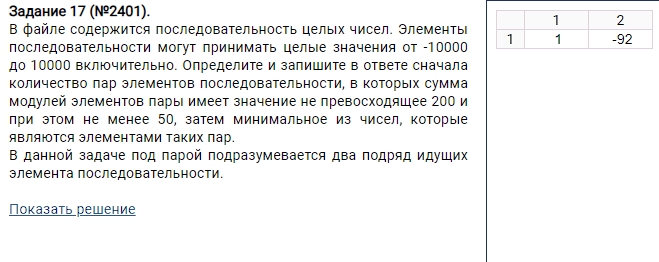 Задание 17 (№2401).
В файле содержится последовательность целых чисел. Элементы
последовательности могут принимать целые значения от -10000
до 10000 включительно. Определите и запишите в ответе сначала
количество пар элементов последовательности, в которых сумма
модулей элементов пары имеет значение не превосходящее 200 и
при этом не менее 50, затем минимальное из чисел, которые
являются элементами таких пар.
В данной задаче под парой подразумевается два подряд идущих
элемента последовательности.
Показать решение
1 2
1 1 -92